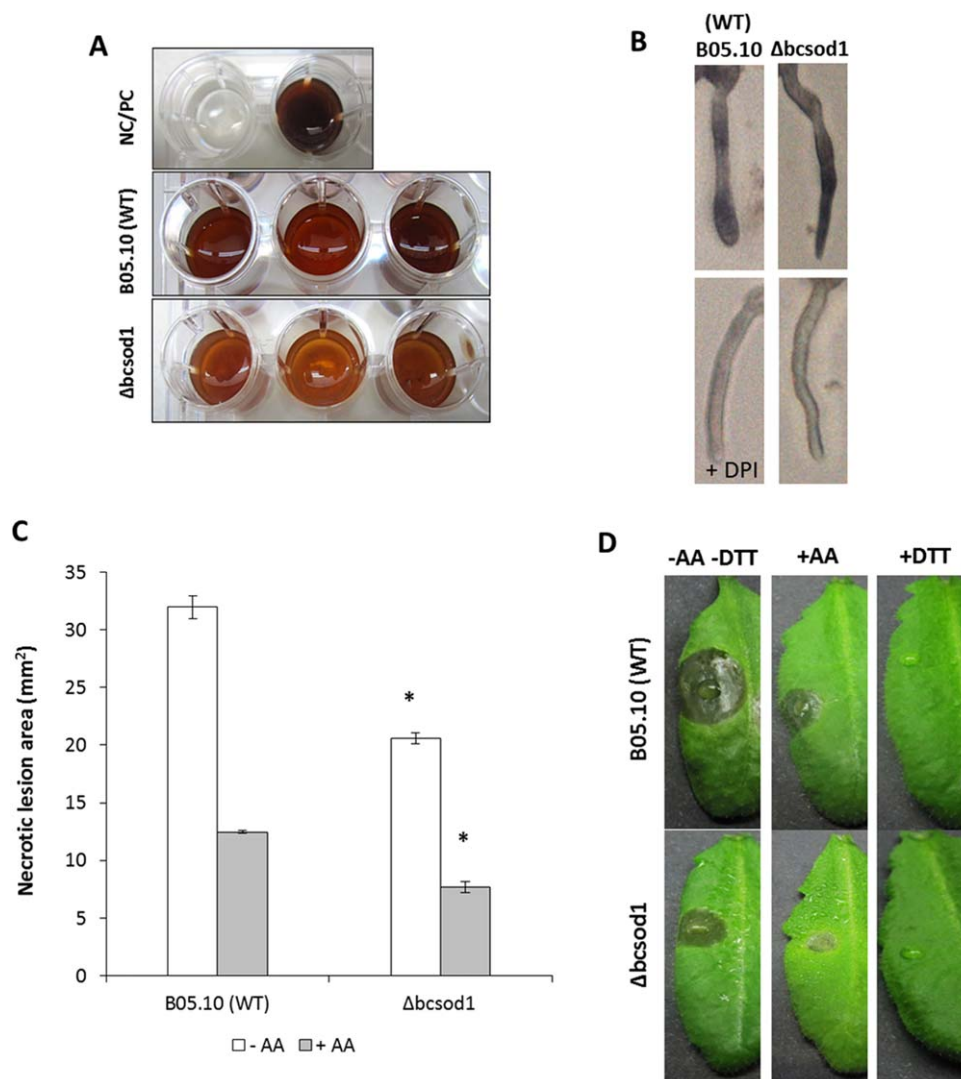 A
NC/PC
B05.10 (WT)
Δbcsod1
B
(WT)
B05.10 Δbcsod1
+ DPI
C
Necrotic lesion area (mm²)
35
30
25
20
15
10
5
0
*
*
B05.10 (WT) Δbcsod1
- AA + AA
D
-AA -DTT +AA +DTT
B05.10 (WT)
Δbcsod1